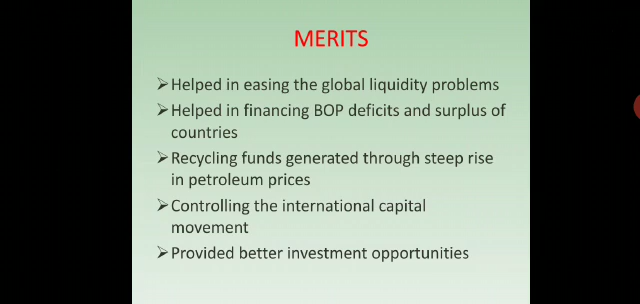 MERITS
➢Helped in easing the global liquidity problems
➢Helped in financing BOP deficits and surplus of
countries
➢Recycling funds generated through steep rise
in petroleum prices
➢Controlling the international capital
movement
➢Provided better investment opportunities